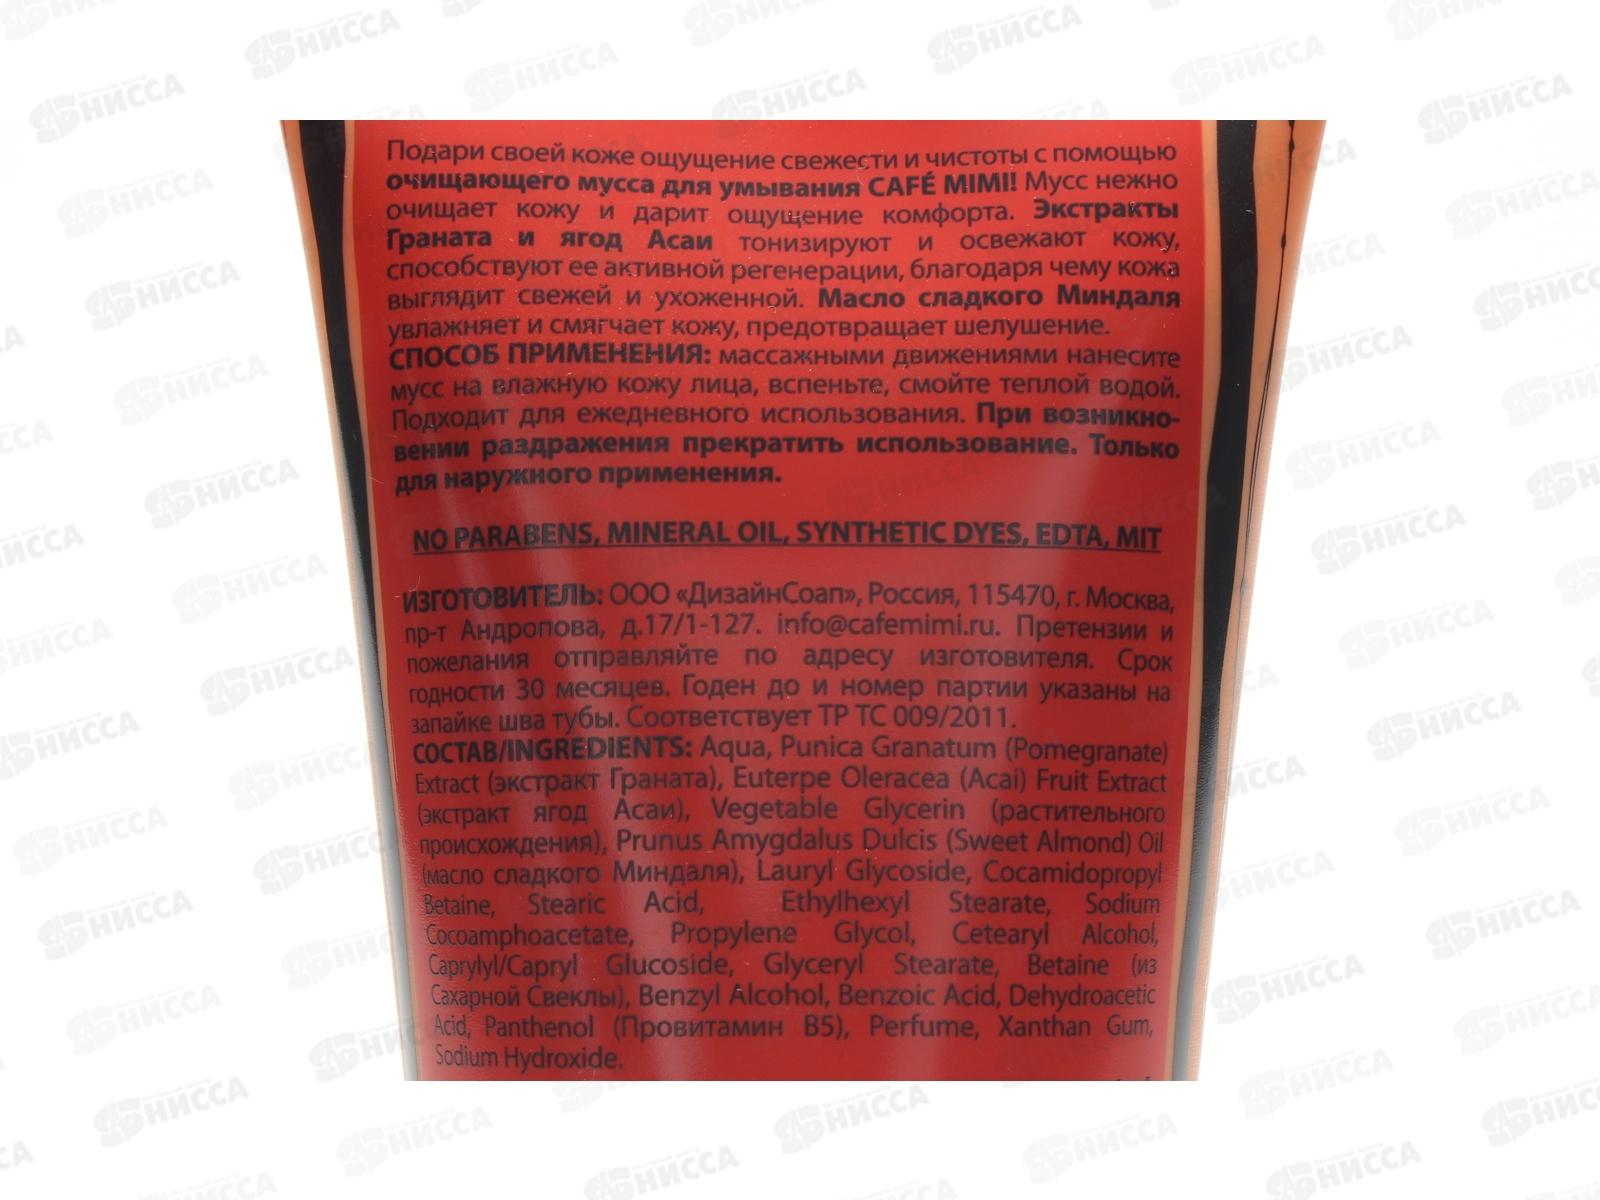 Подари своей коже ощущение свежести и чистоты с помощью
очищающего мусса для умывания CAFÉ MIMI! Мусс нежно
очищает кожу и дарит ощущение комфорта. Экстракты
Граната и ягод Асаи тонизируют и освежают кожу,
способствуют ее активной регенерации, благодаря чему кожа
выглядит свежей и ухоженной. Масло сладкого Миндаля
увлажняет и смягчает кожу, предотвращает шелушение.
СПОСОБ ПРИМЕНЕНИЯ: массажными движениями нанесите
мусс на влажную кожу лица, вспеньте, смойте теплой водой.
Подходит для ежедневного использования. При возникно-
вении раздражения прекратить использование. Только
для наружного применения.
NO PARABENS, MINERAL OIL, SYNTHETIC DYES, EDTA, MIT
ИЗГОТОВИТЕЛЬ: ООО «ДизайнСоап», Россия, 115470, г. Москва,
пр-т Андропова, д.17/1-127. info@cafemimi.ru. Претензии и
пожелания отправляйте по адресу изготовителя. Срок
годности 30 месяцев. Годен до и номер партии указаны на
запайке шва тубы. Соответствует ТР ТС 009/2011.
СОСТАВ/INGREDIENTS: Aqua, Punica Granatum (Pomegranate)
Extract (экстракт Граната), Euterpe Oleracea (Acai) Fruit Extract
(экстракт ягод Асаи), Vegetable Glycerin (растительного
происхождения), Prunus Amygdalus Dulcis (Sweet Almond) Oil
(масло сладкого Миндаля), Lauryl Glycoside, Cocamidopropyl
Betaine, Stearic Acid, Ethylhexyl Stearate, Sodium
Cocoamphoacetate, Propylene Glycol, Cetearyl Alcohol,
Caprylyl/Capryl Glucoside, Glyceryl Stearate, Betaine (из
Сахарной Свеклы), Benzyl Alcohol, Benzoic Acid, Dehydroacetic
Acid, Panthenol (Провитамин В5), Perfume, Xanthan Gum,
Sodium Hydroxide.